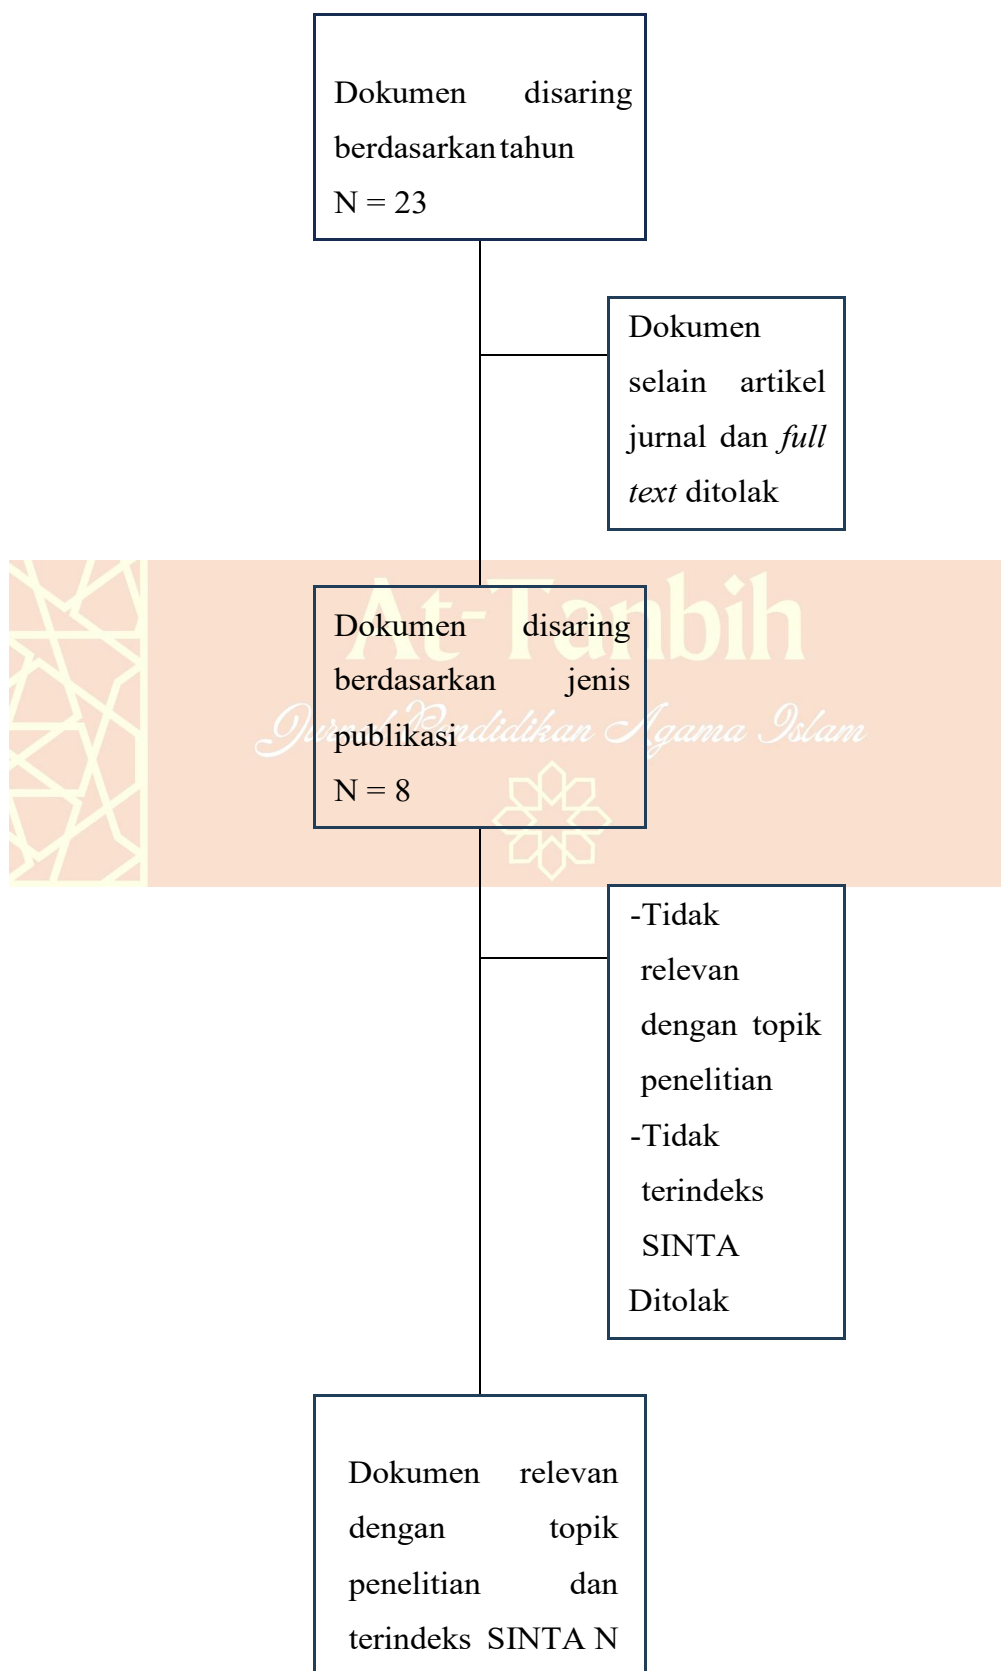 Dokumen disaring
berdasarkan tahun
N = 23
Dokumen
selain artikel
jurnal dan full
text ditolak
At-Tanbih
Jurnal Pendidikan Agama Islam
Dokumen disaring
berdasarkan jenis
publikasi
N = 8
-Tidak
relevan
dengan topik
penelitian
-Tidak
terindeks
SINTA
Ditolak
Dokumen relevan
dengan topik
penelitian dan
terindeks SINTA N